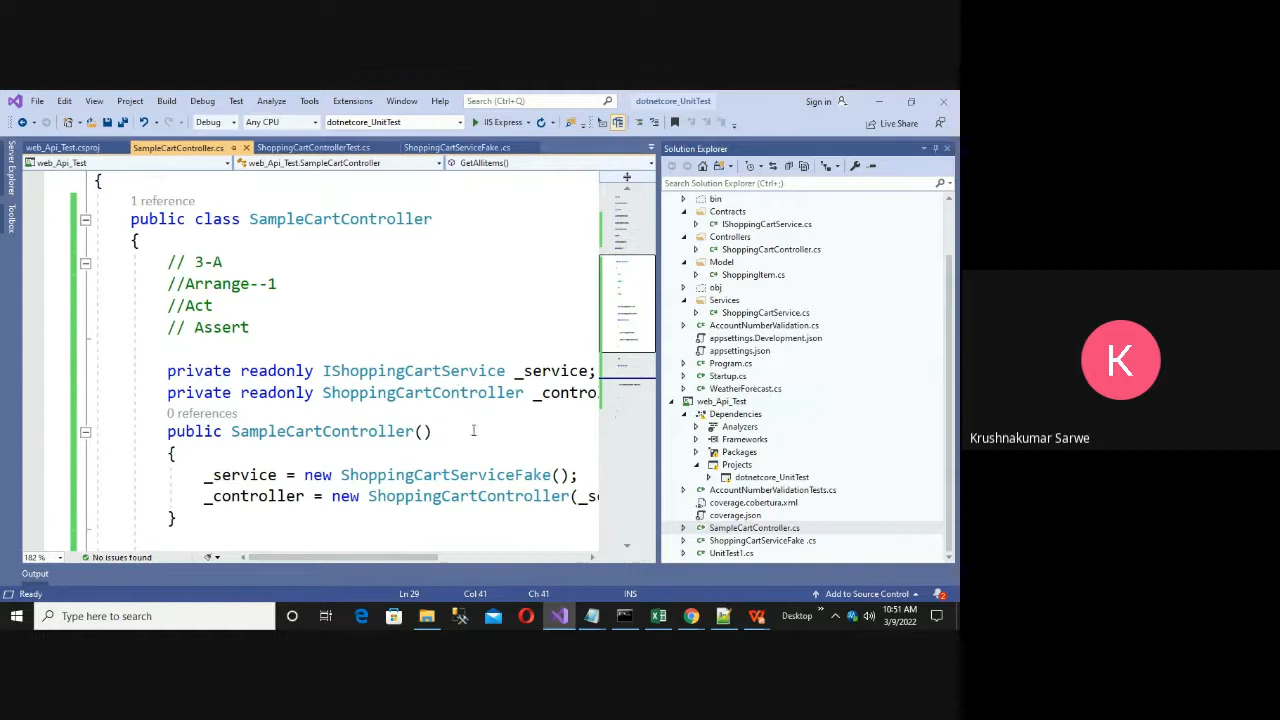 File Edit View Project Build Debug Test Analyze Tools Extensions Window Help Search (Ctrl+Q) dotnetcore_UnitTest Sign in
Debug Any CPU dotnetcore_UnitTest IIS Express Live Share
Server Explorer
Toolbox
web_Api_Test.csproj SampleCartController.cs ShoppingCartControllerTest.cs ShoppingCartServiceFake .cs
web_Api_Test web_Api_Test.SampleCartController GetAllitems()
{
1 reference
public class SampleCartController
{
// 3-A
//Arrange--1
//Act
// Assert
private readonly IShoppingCartService _service;
private readonly ShoppingCartController _contro
0 references
public SampleCartController()
{
_service = new ShoppingCartServiceFake();
_controller = new ShoppingCartController(_s
}
182 % No issues found
Solution Explorer
Search Solution Explorer (Ctrl+;)
bin
Contracts
IShoppingCartService.cs
Controllers
ShoppingCartController.cs
Model
ShoppingItem.cs
obj
Services
ShoppingCartService.cs
AccountNumberValidation.cs
appsettings.Development.json
appsettings.json
Program.cs
Startup.cs
WeatherForecast.cs
web_Api_Test
Dependencies
Analyzers
Frameworks
Packages
Projects
dotnetcore_UnitTest
AccountNumberValidationTests.cs
coverage.cobertura.xml
coverage.json
SampleCartController.cs
ShoppingCartServiceFake .cs
UnitTest1.cs
Output
Ready Ln 29 Col 41 Ch 41 INS Add to Source Control 2
Type here to search Desktop 10:51 AM
3/9/2022
K
Krushnakumar Sarwe